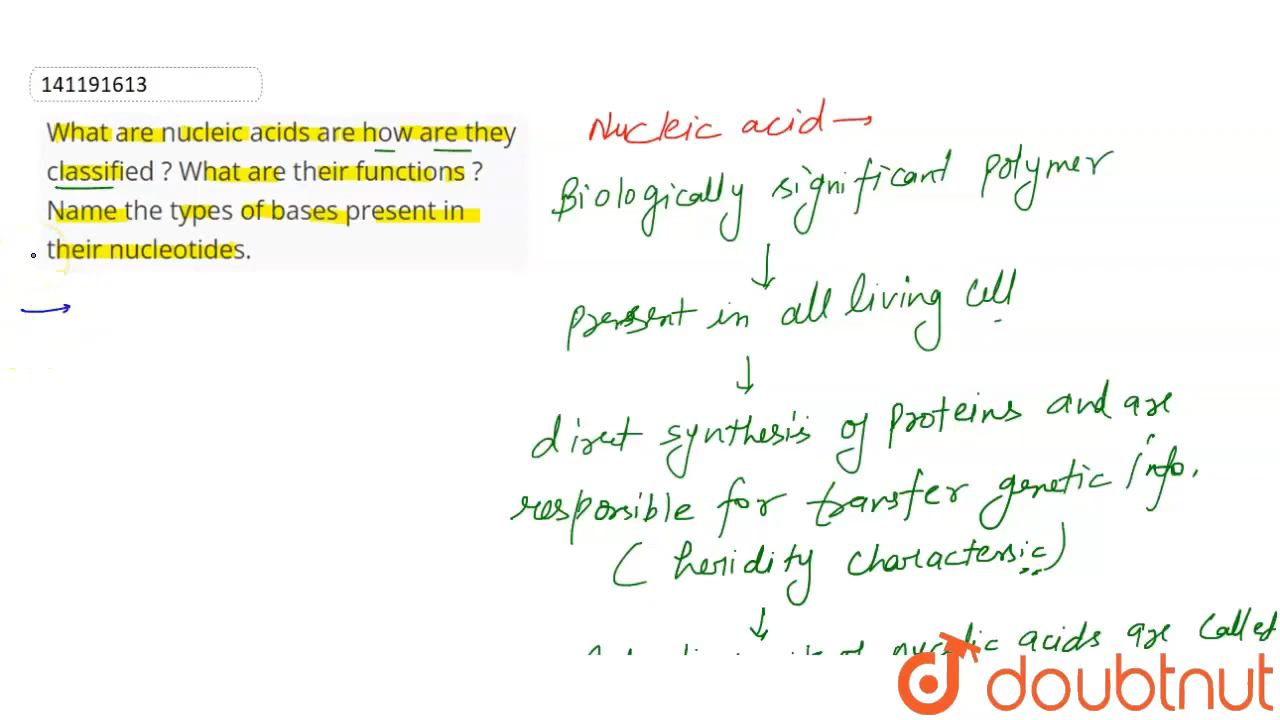 141191613
What are nucleic acids are how are they
classified ? What are their functions ?
Name the types of bases present in
their nucleotides.
Nucleic acid →
Biologically significant polymer
↓
present in all living cell
↓
direct synthesis of proteins and are
responsible for transfer genetic info.
( heridity charactersic )
↓
acids are called
doubtnut